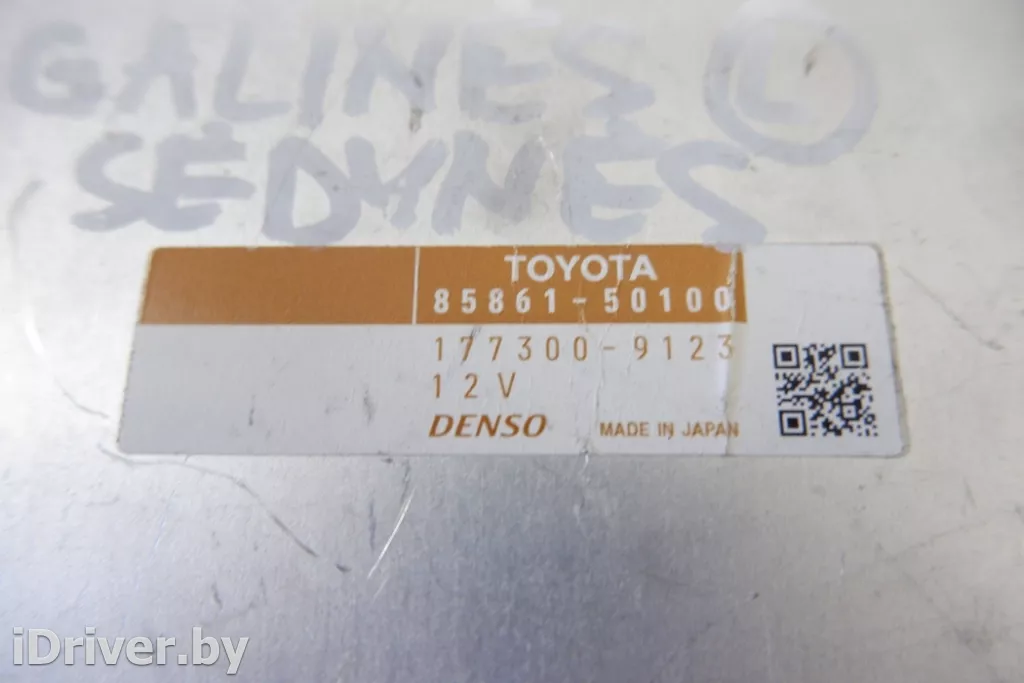 GALINES L
SĖDYNĖS
TOYOTA
85861-50100
177300-9123
12V
DENSO MADE IN JAPAN
iDriver.by